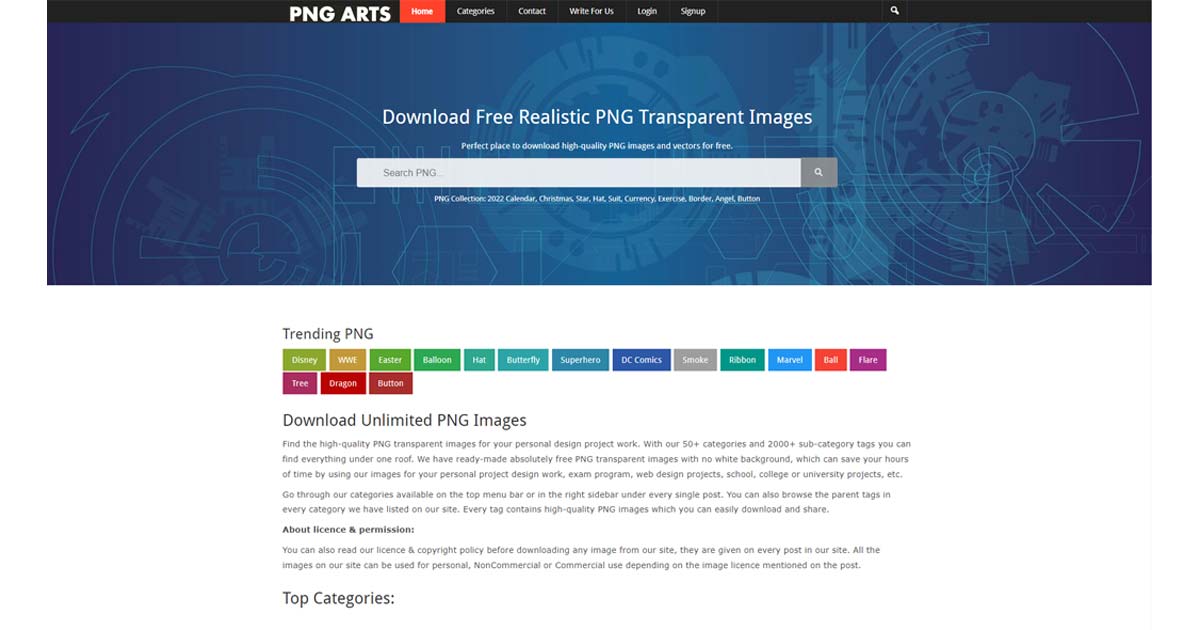 PNG ARTS Home Categories Contact Write For Us Login Signup
Download Free Realistic PNG Transparent Images
Perfect place to download high-quality PNG images and vectors for free.
Search PNG...
PNG Collection: 2022 Calendar, Christmas, Star, Hat, Suit, Currency, Exercise, Border, Angel, Button
Trending PNG
Disney WWE Easter Balloon Hat Butterfly Superhero DC Comics Smoke Ribbon Marvel Ball Flare
Tree Dragon Button
Download Unlimited PNG Images
Find the high-quality PNG transparent images for your personal design project work. With our 50+ categories and 2000+ sub-category tags you can
find everything under one roof. We have ready-made absolutely free PNG transparent images with no white background, which can save your hours
of time by using our images for your personal project design work, exam program, web design projects, school, college or university projects, etc.
Go through our categories available on the top menu bar or in the right sidebar under every single post. You can also browse the parent tags in
every category we have listed on our site. Every tag contains high-quality PNG images which you can easily download and share.
About licence & permission:
You can also read our licence & copyright policy before downloading any image from our site, they are given on every post in our site. All the
images on our site can be used for personal, NonCommercial or Commercial use depending on the image licence mentioned on the post.
Top Categories: